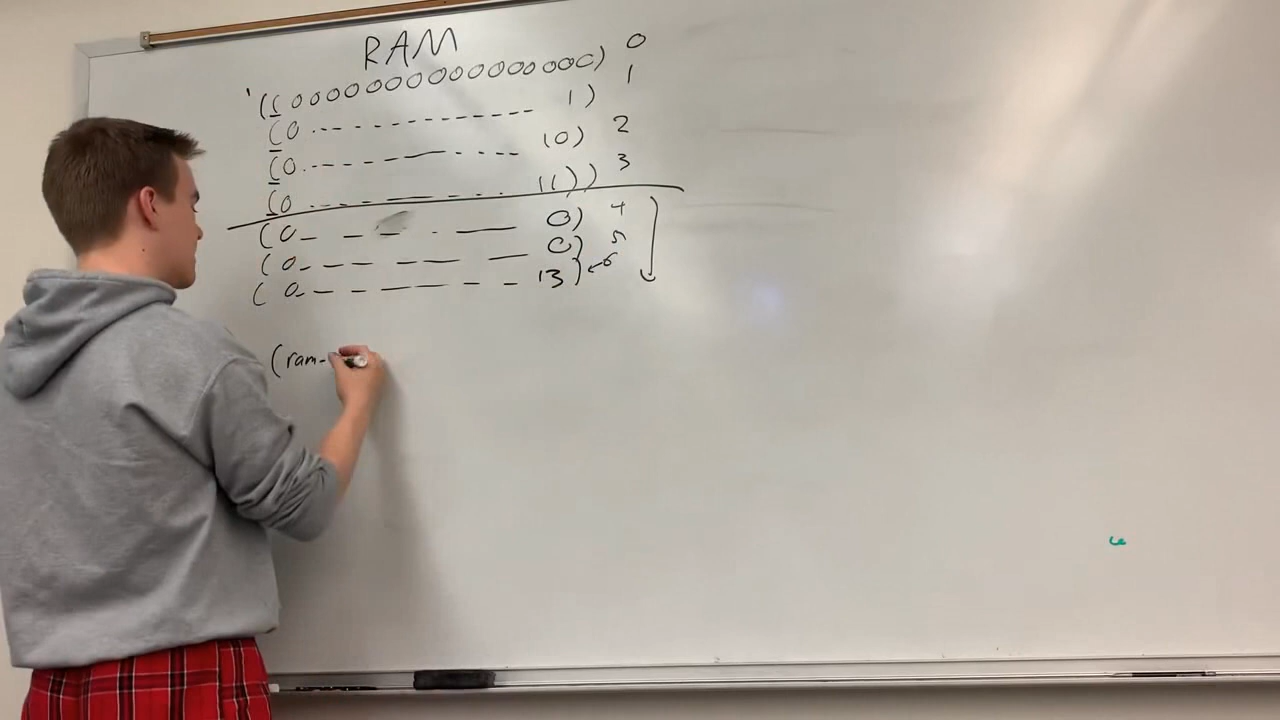 RAM
'((0000000000000000) 0
(0 ------------- 1) 1
(0 ------------- 10) 2
(0 ------------- 11)) 3
(0 - - - - - 0) 4
(0 - - - - - 0) 5
(0 - - - - - 13) ← 6
(ram-